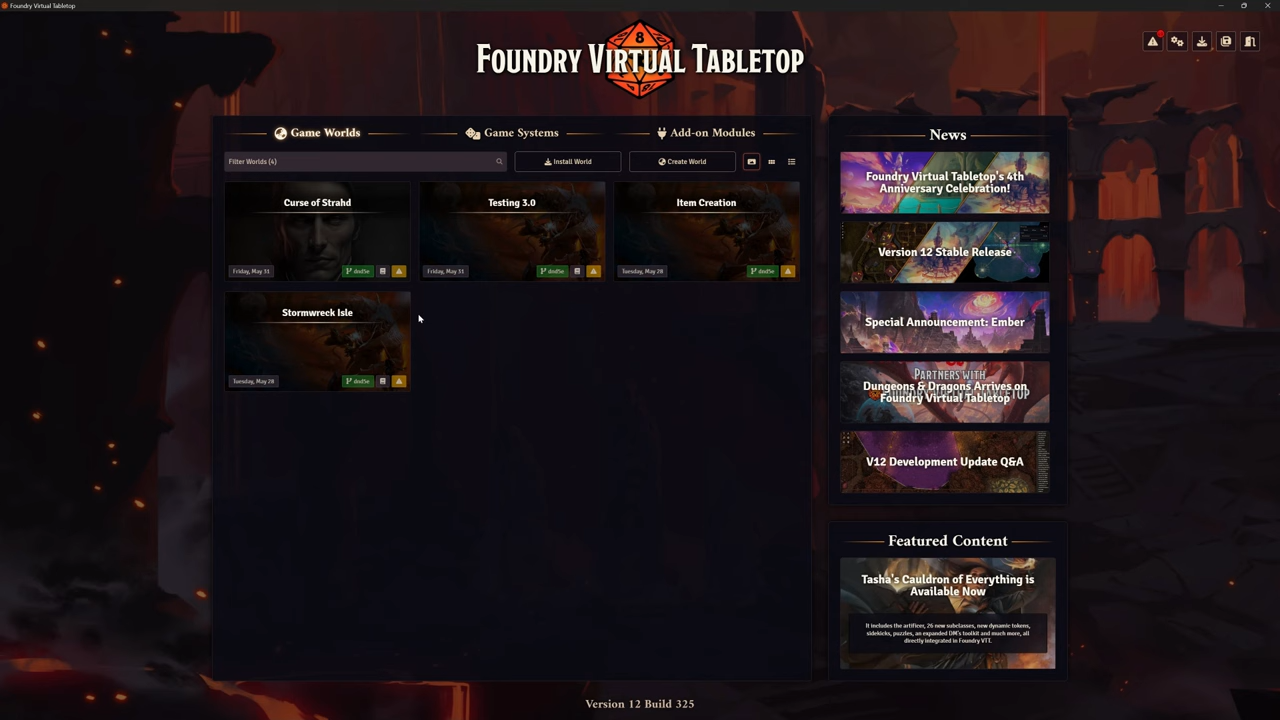 Foundry Virtual Tabletop
8
Foundry Virtual Tabletop
Game Worlds
Game Systems
Add-on Modules
Filter Worlds (4)
Install World
Create World
Curse of Strahd
Friday, May 31
dnd5e
Testing 3.0
Friday, May 31
dnd5e
Item Creation
Tuesday, May 28
dnd5e
Stormwreck Isle
Tuesday, May 28
dnd5e
News
Foundry Virtual Tabletop's 4th
Anniversary Celebration!
Version 12 Stable Release
Special Announcement: Ember
Partners with
Dungeons & Dragons Arrives on
Foundry Virtual Tabletop
V12 Development Update Q&A
Featured Content
Tasha's Cauldron of Everything is
Available Now
It includes the artificer, 26 new subclasses, new dynamic tokens,
sidekicks, puzzles, an expanded DM's toolkit and much more, all
directly integrated in Foundry VTT.
Version 12 Build 325